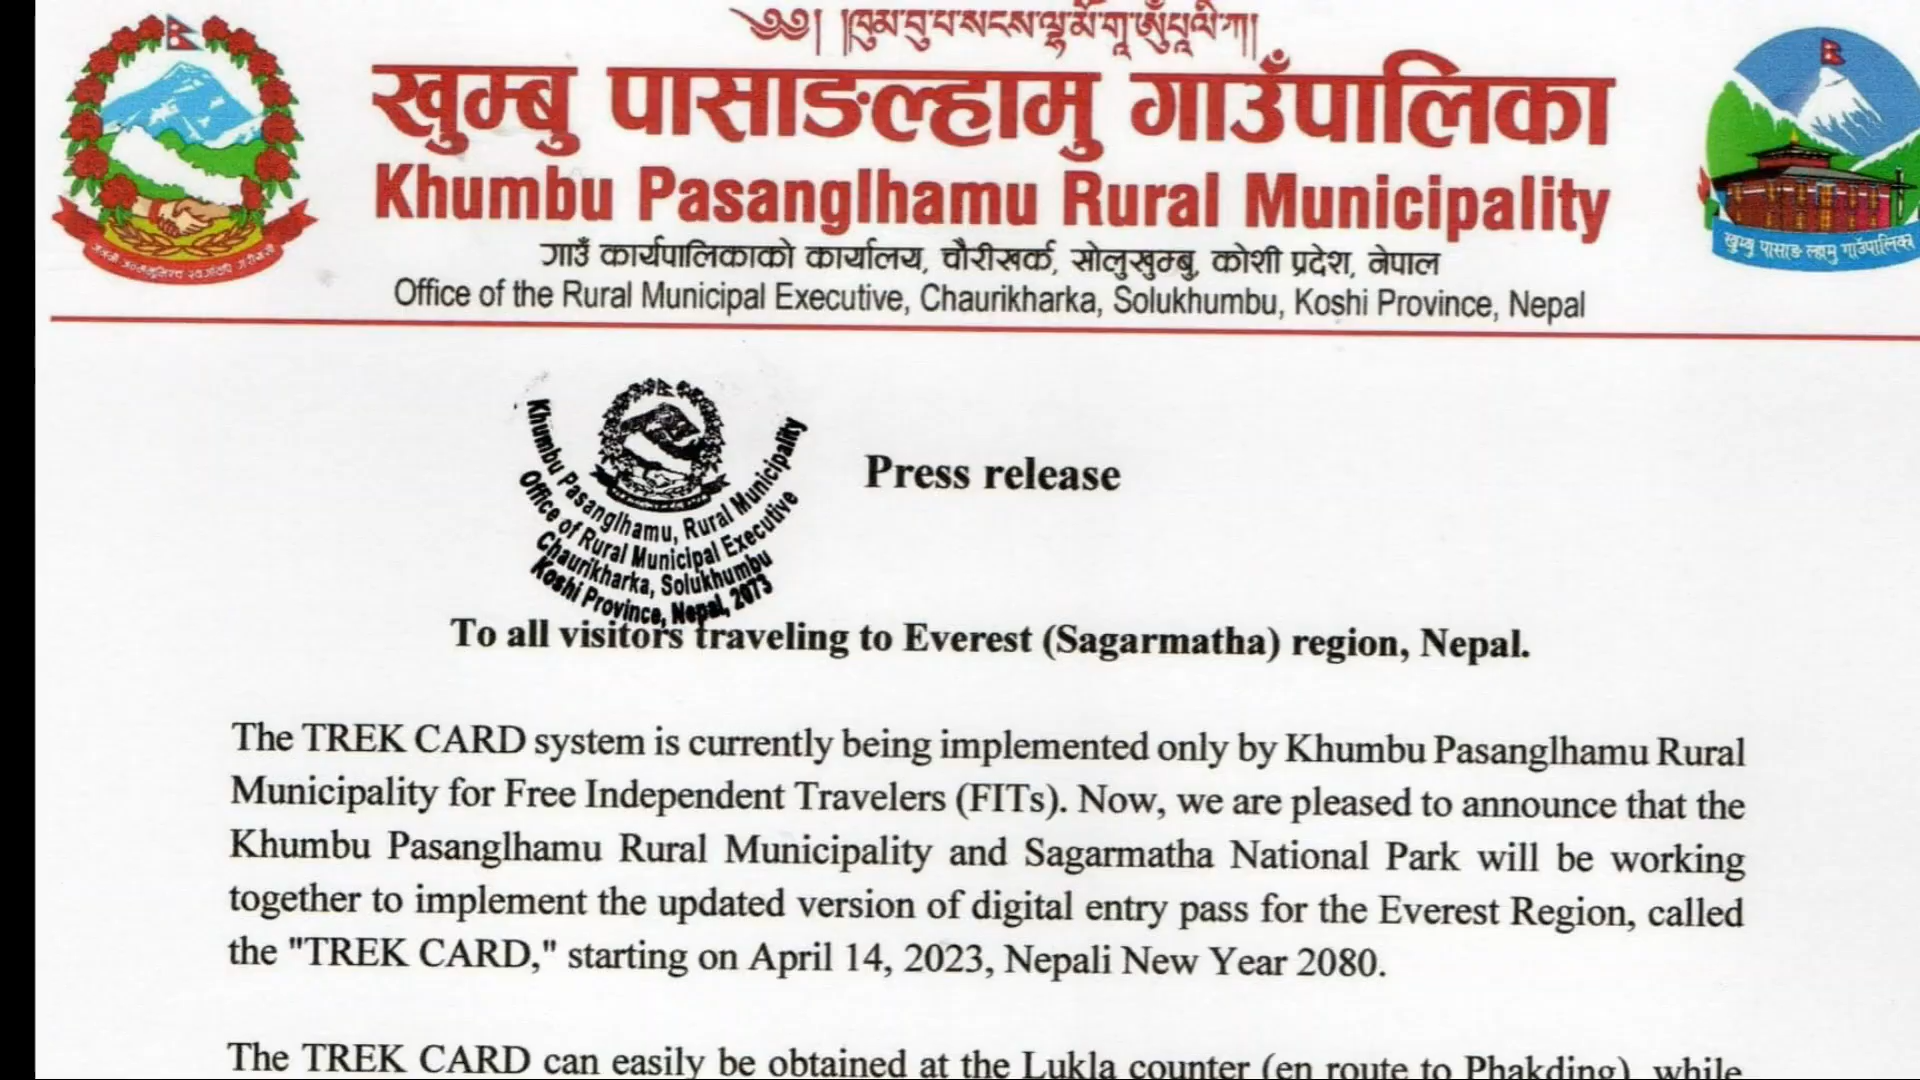 ༄༅། །ཁུམ་བུ་པ་སངས་ལྷ་མོ་གཱ་ཨུྃ་པཱ་ལི་ཀཱ།
खुम्बु पासाङल्हामु गाउँपालिका
Khumbu Pasanglhamu Rural Municipality
गाउँ कार्यपालिकाको कार्यालय, चौरीखर्क, सोलुखुम्बु, कोशी प्रदेश, नेपाल
Office of the Rural Municipal Executive, Chaurikharka, Solukhumbu, Koshi Province, Nepal
खुम्बु पासाङ ल्हामु गाउँपालिका
Khumbu Pasanglhamu, Rural Municipality
Office of Rural Municipal Executive
Chaurikharka, Solukhumbu
Koshi Province, Nepal, 2073
Press release
To all visitors traveling to Everest (Sagarmatha) region, Nepal.
The TREK CARD system is currently being implemented only by Khumbu Pasanglhamu Rural
Municipality for Free Independent Travelers (FITs). Now, we are pleased to announce that the
Khumbu Pasanglhamu Rural Municipality and Sagarmatha National Park will be working
together to implement the updated version of digital entry pass for the Everest Region, called
the "TREK CARD," starting on April 14, 2023, Nepali New Year 2080.
The TREK CARD can easily be obtained at the Lukla counter (en route to Phakding), while